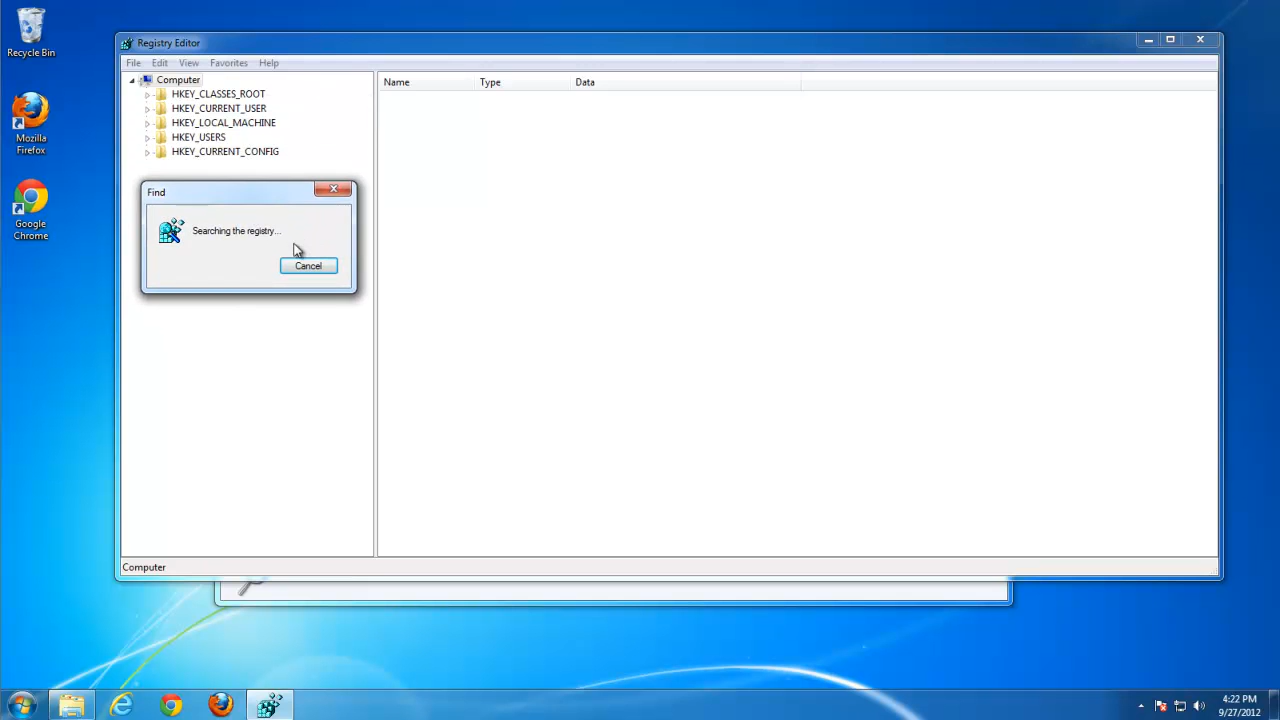 Recycle Bin
Mozilla
Firefox
Google
Chrome
Registry Editor
File Edit View Favorites Help
Computer
HKEY_CLASSES_ROOT
HKEY_CURRENT_USER
HKEY_LOCAL_MACHINE
HKEY_USERS
HKEY_CURRENT_CONFIG
Name Type Data
Find
Searching the registry...
Cancel
Computer
4:22 PM
9/27/2012